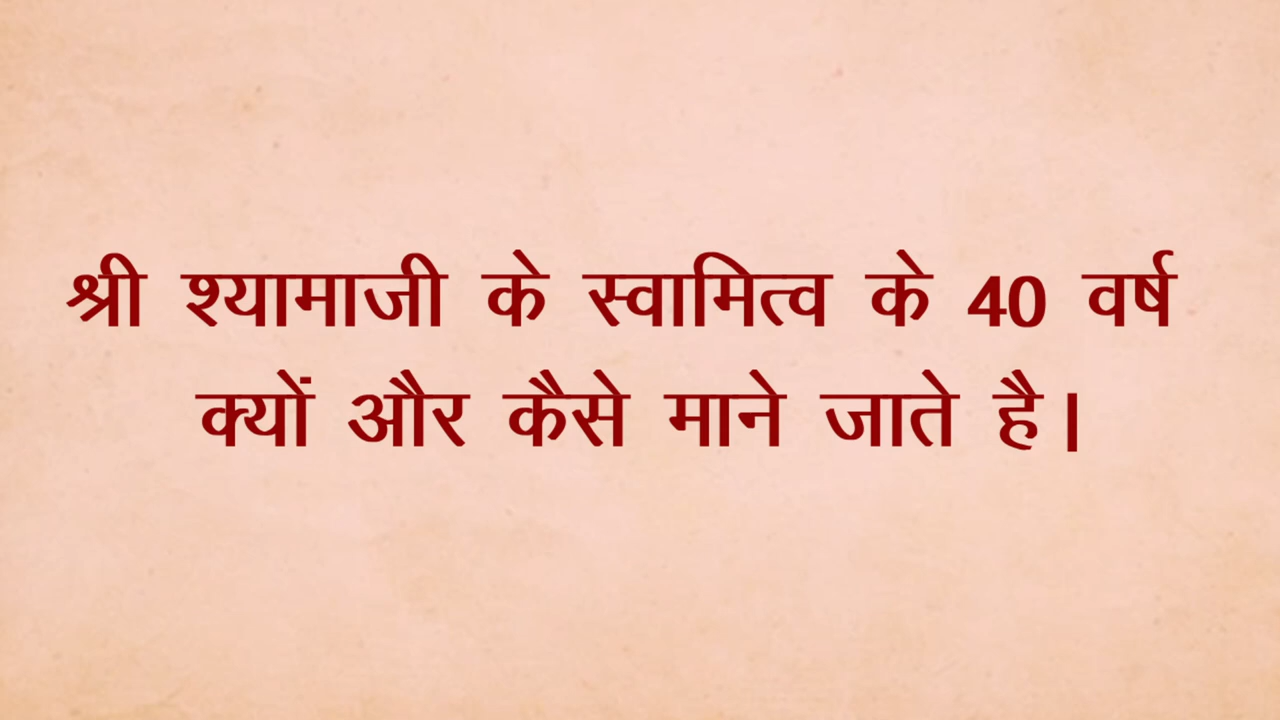 श्री श्यामाजी के स्वामित्व के 40 वर्ष
क्यों और कैसे माने जाते है।